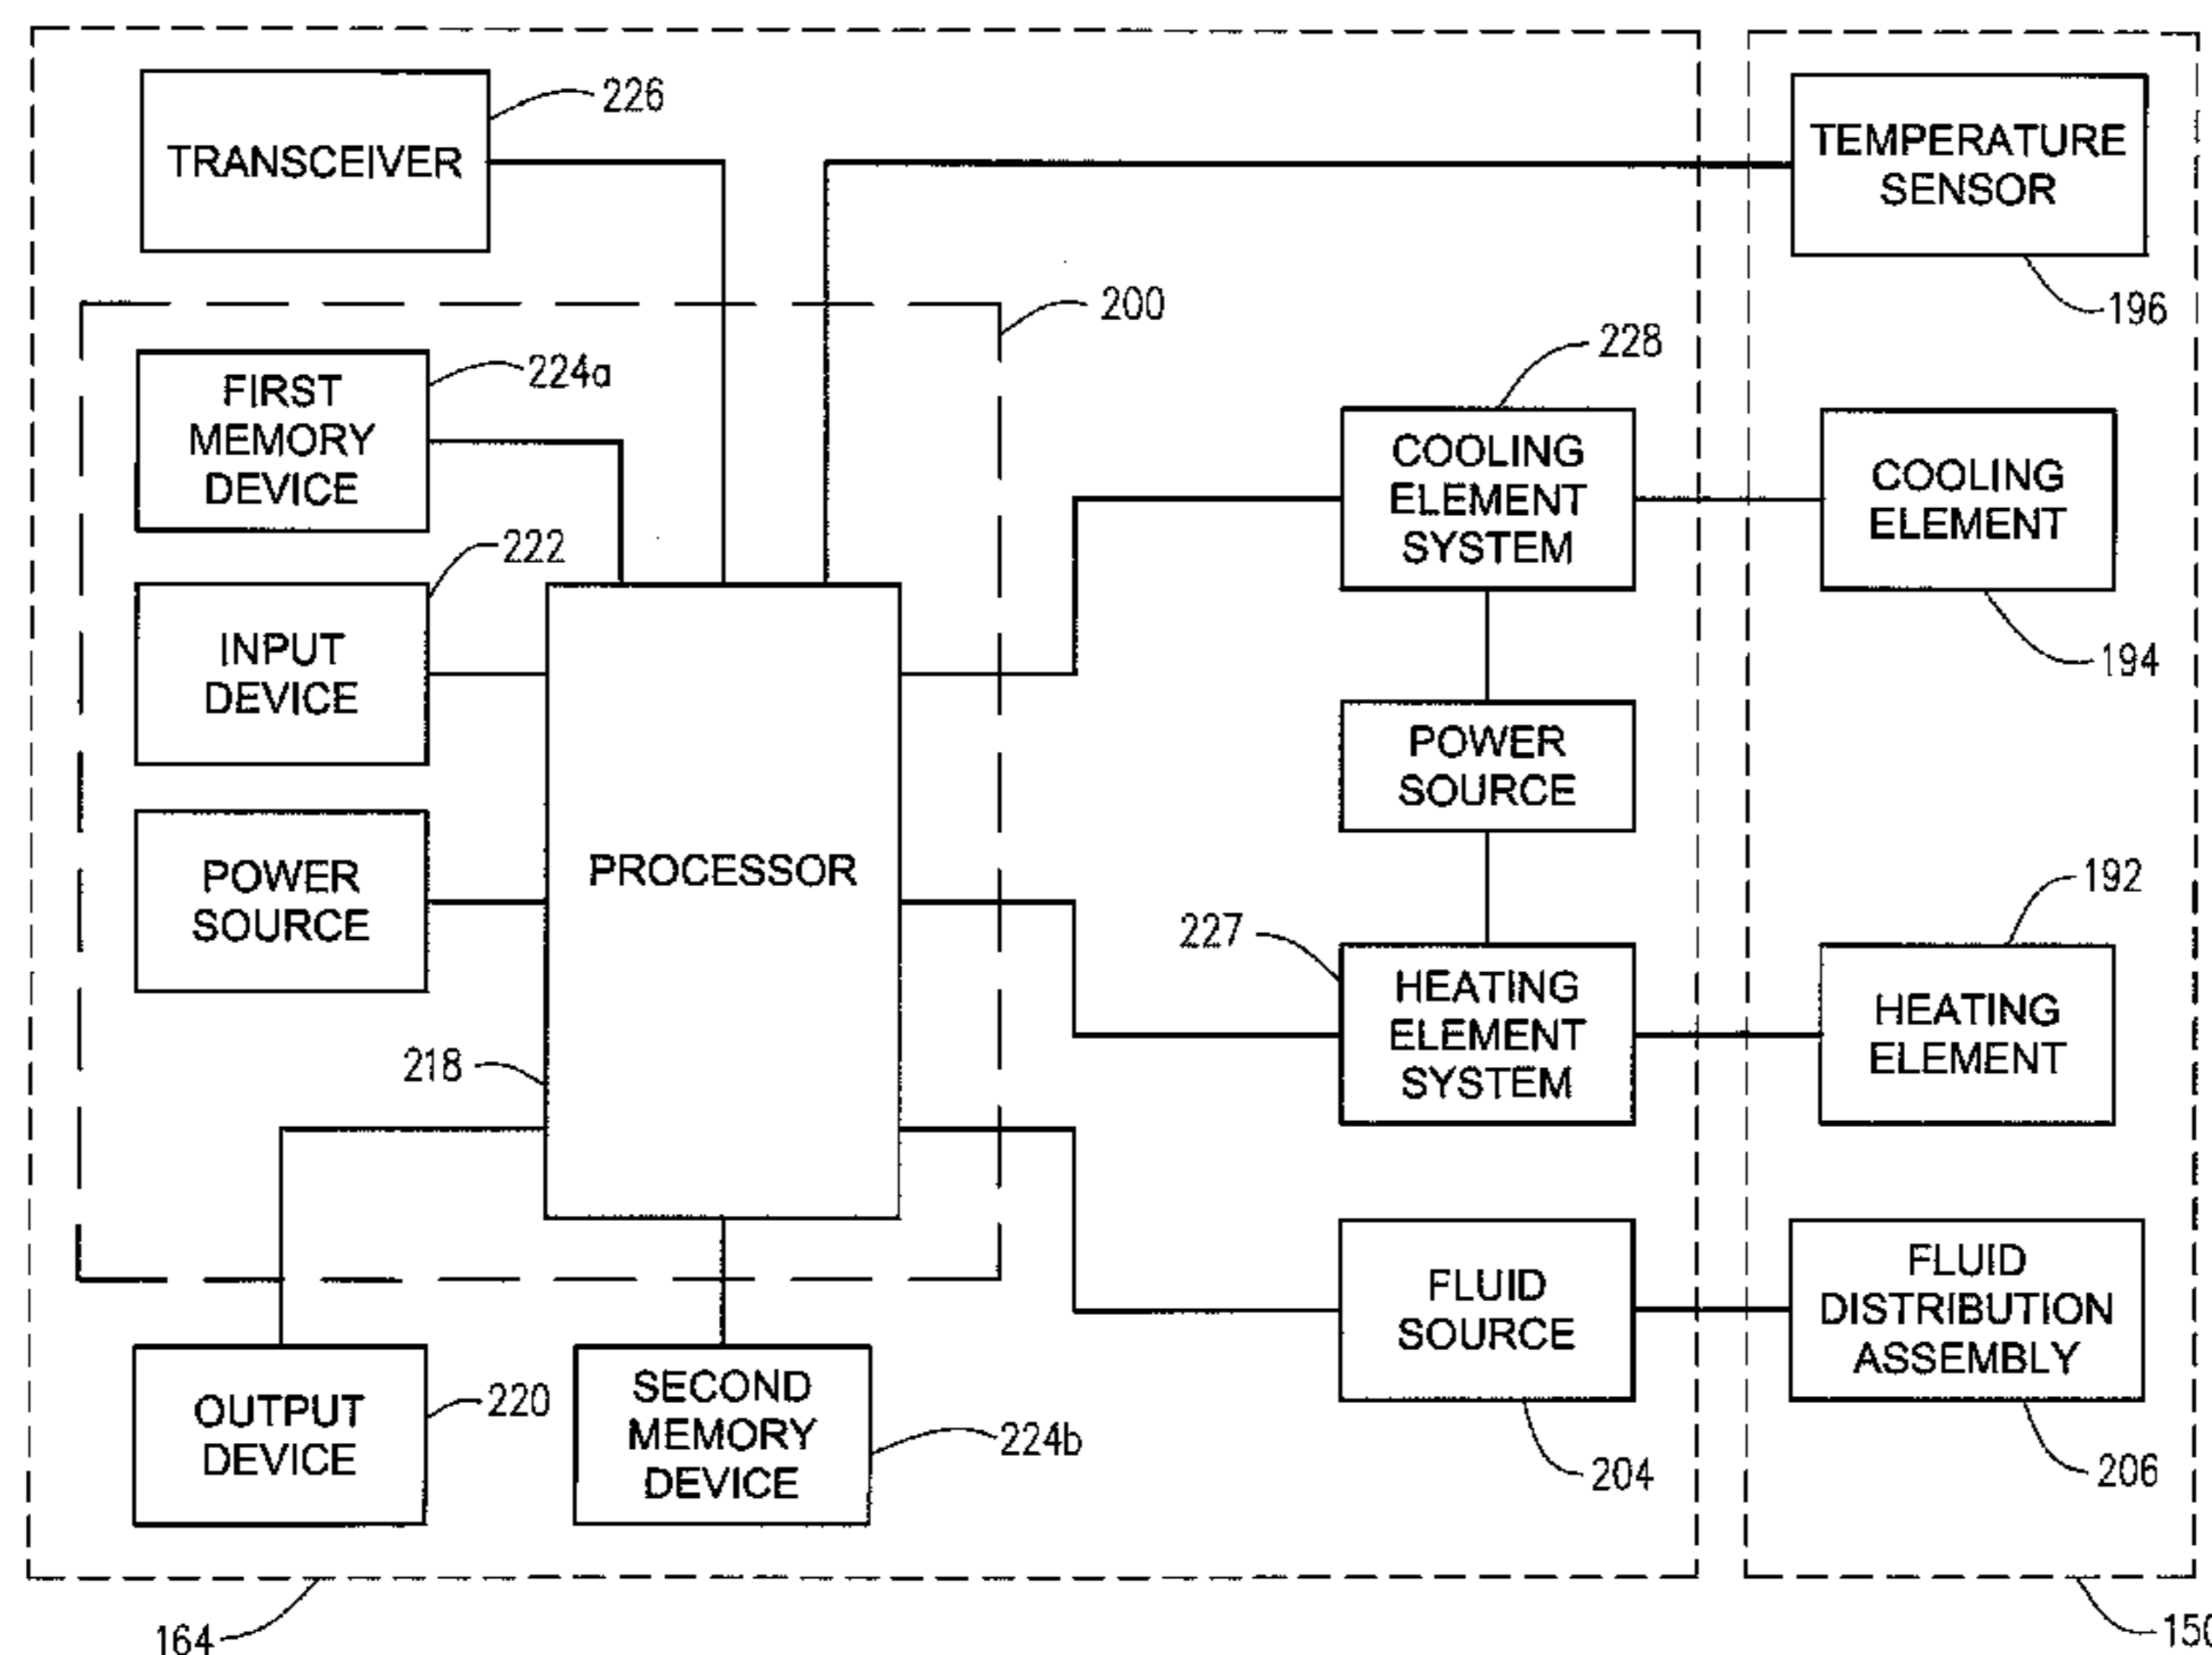 226
TRANSCEIVER
TEMPERATURE
SENSOR
196
200
224a
FIRST
MEMORY
DEVICE
228
COOLING
ELEMENT
SYSTEM
COOLING
ELEMENT
194
222
INPUT
DEVICE
POWER
SOURCE
POWER
SOURCE
PROCESSOR
218
192
227
HEATING
ELEMENT
SYSTEM
HEATING
ELEMENT
FLUID
SOURCE
204
FLUID
DISTRIBUTION
ASSEMBLY
206
OUTPUT
DEVICE
220
SECOND
MEMORY
DEVICE
224b
164
150